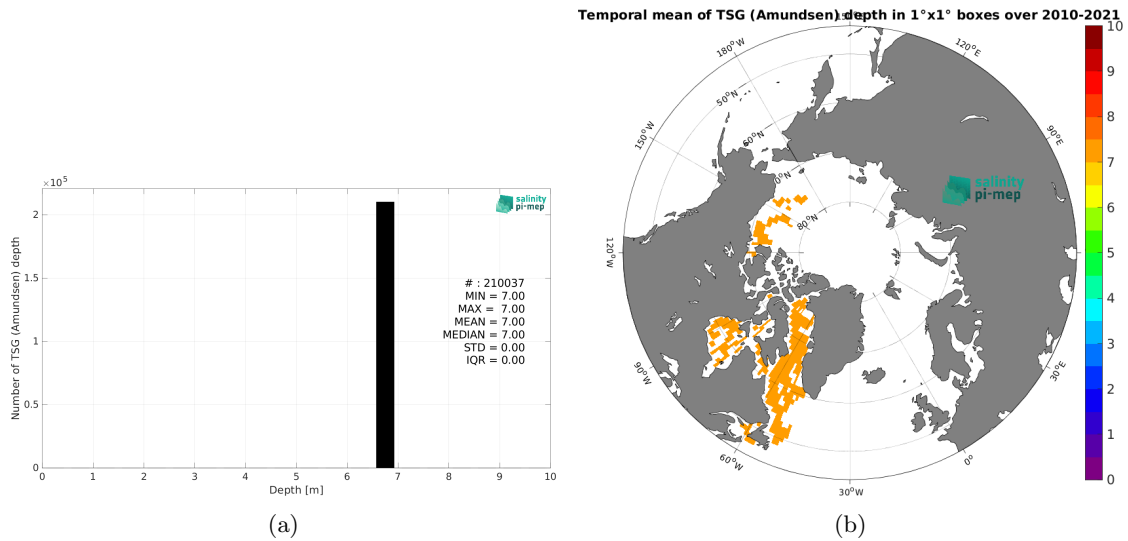 Temporal mean of TSG (Amundsen) depth in 1°x1° boxes over 2010-2021
×10⁵
Number of TSG (Amundsen) depth
2
1.5
1
0.5
0
0 1 2 3 4 5 6 7 8 9 10
Depth [m]
salinity
pi-mep
# : 210037
MIN = 7.00
MAX = 7.00
MEAN = 7.00
MEDIAN = 7.00
STD = 0.00
IQR = 0.00
(a)
180°W
120°E
150°W
90°E
120°W
90°W
30°E
60°W
0°
30°W
50°N
60°N
80°N
salinity
pi-mep
10
9
8
7
6
5
4
3
2
1
0
(b)